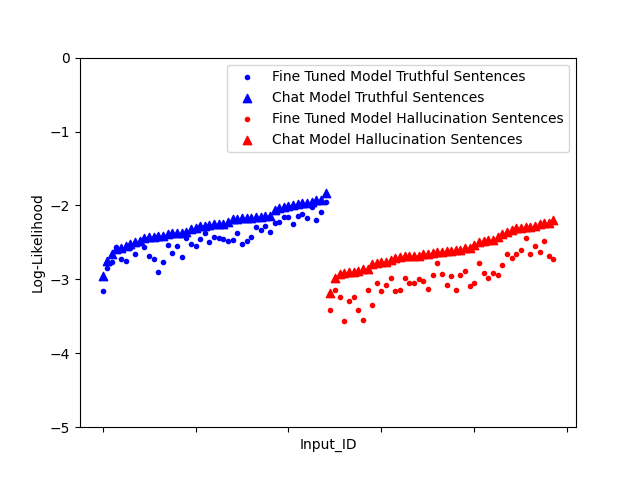 0
−1
−2
−3
−4
−5
Log-Likelihood
Input_ID
Fine Tuned Model Truthful Sentences
Chat Model Truthful Sentences
Fine Tuned Model Hallucination Sentences
Chat Model Hallucination Sentences